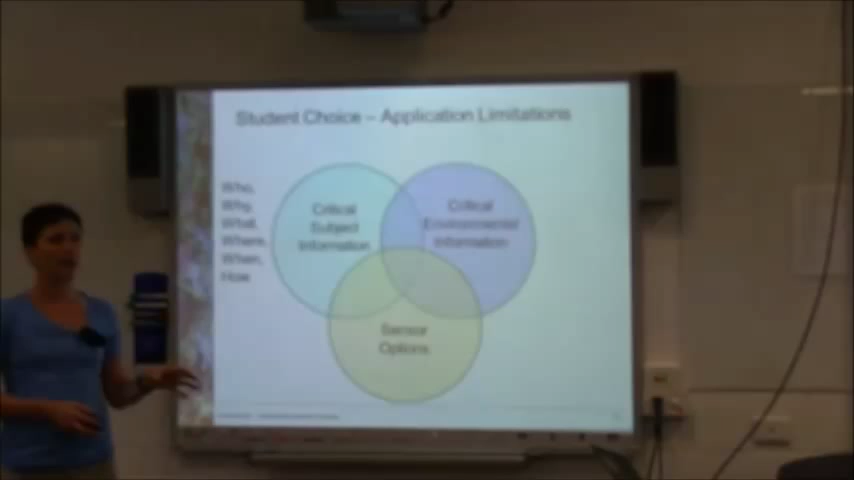 Student Choice – Application Limitations
Who,
Why,
What,
Where,
When,
How
Critical
Subject
Information
Critical
Environmental
Information
Sensor
Options